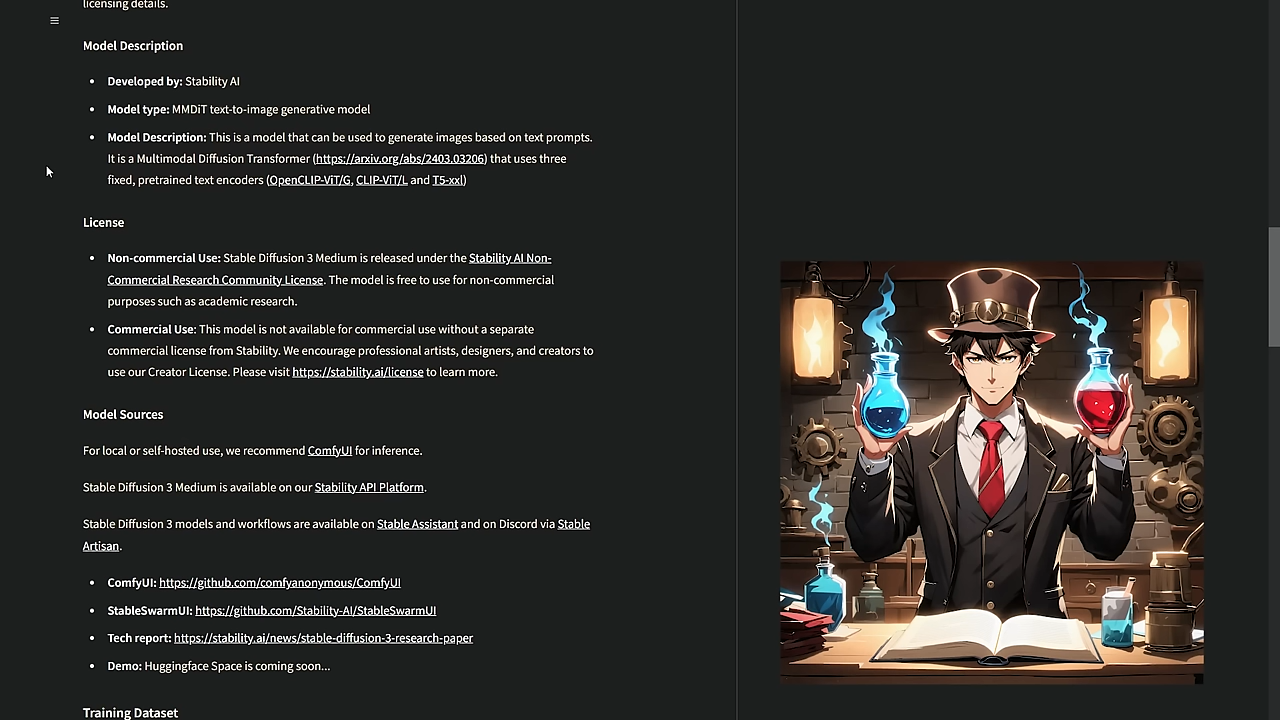 licensing details.
Model Description
Developed by: Stability AI
Model type: MMDiT text-to-image generative model
Model Description: This is a model that can be used to generate images based on text prompts.
It is a Multimodal Diffusion Transformer (https://arxiv.org/abs/2403.03206) that uses three
fixed, pretrained text encoders (OpenCLIP-ViT/G, CLIP-ViT/L and T5-xxl)
License
Non-commercial Use: Stable Diffusion 3 Medium is released under the Stability AI Non-
Commercial Research Community License. The model is free to use for non-commercial
purposes such as academic research.
Commercial Use: This model is not available for commercial use without a separate
commercial license from Stability. We encourage professional artists, designers, and creators to
use our Creator License. Please visit https://stability.ai/license to learn more.
Model Sources
For local or self-hosted use, we recommend ComfyUI for inference.
Stable Diffusion 3 Medium is available on our Stability API Platform.
Stable Diffusion 3 models and workflows are available on Stable Assistant and on Discord via Stable
Artisan.
ComfyUI: https://github.com/comfyanonymous/ComfyUI
StableSwarmUI: https://github.com/Stability-AI/StableSwarmUI
Tech report: https://stability.ai/news/stable-diffusion-3-research-paper
Demo: Huggingface Space is coming soon...
Training Dataset